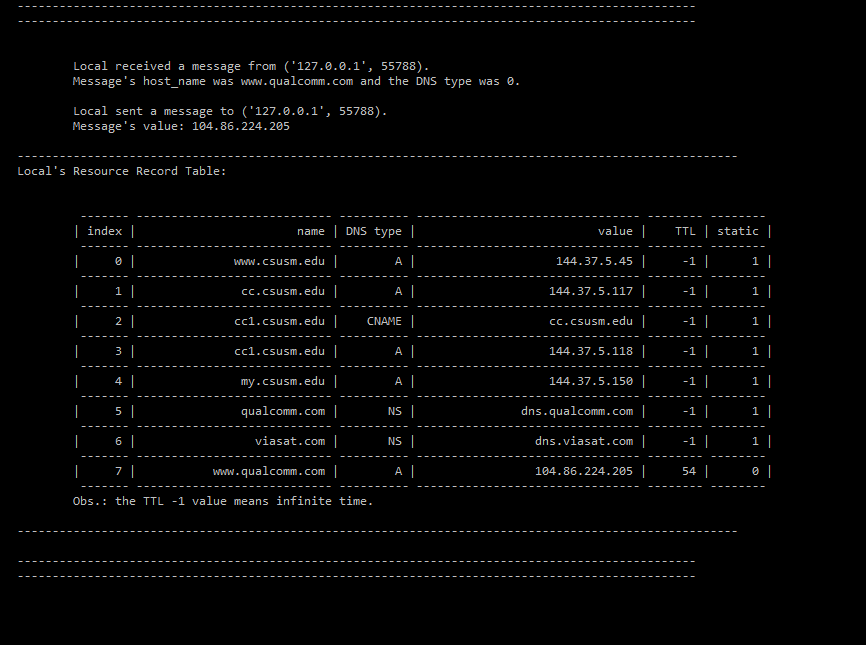 -------------------------------------------------------------------------------------------------
-------------------------------------------------------------------------------------------------
Local received a message from ('127.0.0.1', 55788).
Message's host_name was www.qualcomm.com and the DNS type was 0.
Local sent a message to ('127.0.0.1', 55788).
Message's value: 104.86.224.205
-------------------------------------------------------------------------------------------------------
Local's Resource Record Table:
 ------- ---------------------------- ---------- -------------------------------- -------- --------
| index |                       name | DNS type |                          value |    TTL | static |
 ------- ---------------------------- ---------- -------------------------------- -------- --------
|     0 |              www.csusm.edu |        A |                   144.37.5.45 |     -1 |      1 |
 ------- ---------------------------- ---------- -------------------------------- -------- --------
|     1 |               cc.csusm.edu |        A |                  144.37.5.117 |     -1 |      1 |
 ------- ---------------------------- ---------- -------------------------------- -------- --------
|     2 |              cc1.csusm.edu |    CNAME |                  cc.csusm.edu |     -1 |      1 |
 ------- ---------------------------- ---------- -------------------------------- -------- --------
|     3 |              cc1.csusm.edu |        A |                  144.37.5.118 |     -1 |      1 |
 ------- ---------------------------- ---------- -------------------------------- -------- --------
|     4 |               my.csusm.edu |        A |                  144.37.5.150 |     -1 |      1 |
 ------- ---------------------------- ---------- -------------------------------- -------- --------
|     5 |               qualcomm.com |       NS |              dns.qualcomm.com |     -1 |      1 |
 ------- ---------------------------- ---------- -------------------------------- -------- --------
|     6 |                 viasat.com |       NS |                dns.viasat.com |     -1 |      1 |
 ------- ---------------------------- ---------- -------------------------------- -------- --------
|     7 |           www.qualcomm.com |        A |                104.86.224.205 |     54 |      0 |
 ------- ---------------------------- ---------- -------------------------------- -------- --------
Obs.: the TTL -1 value means infinite time.
-------------------------------------------------------------------------------------------------------
-------------------------------------------------------------------------------------------------
-------------------------------------------------------------------------------------------------